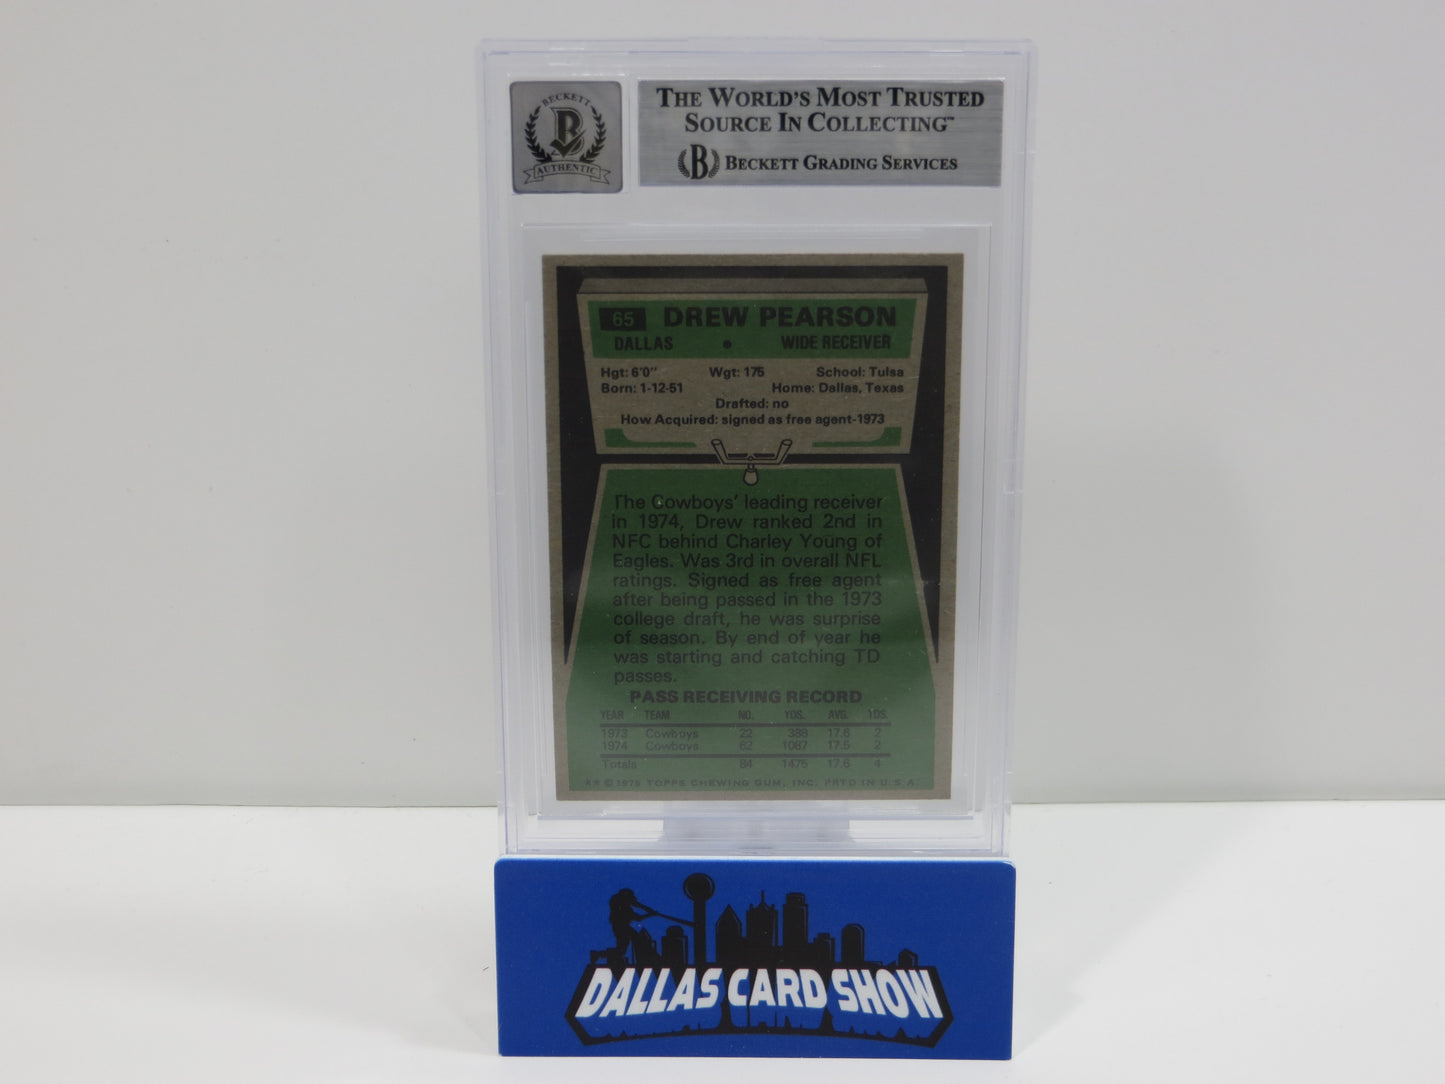 BECKETT
B
AUTHENTIC
THE WORLD'S MOST TRUSTED
SOURCE IN COLLECTING™
B BECKETT GRADING SERVICES
65 DREW PEARSON
DALLAS • WIDE RECEIVER
Hgt: 6'0" Wgt: 175 School: Tulsa
Born: 1-12-51 Home: Dallas, Texas
Drafted: no
How Acquired: signed as free agent-1973
The Cowboys' leading receiver
in 1974, Drew ranked 2nd in
NFC behind Charley Young of
Eagles. Was 3rd in overall NFL
ratings. Signed as free agent
after being passed in the 1973
college draft, he was surprise
of season. By end of year he
was starting and catching TD
passes.
PASS RECEIVING RECORD
YEAR TEAM NO. YDS. AVG. TDS.
1973 Cowboys 22 388 17.6 2
1974 Cowboys 62 1087 17.5 2
Totals 84 1475 17.6 4
** © 1975 TOPPS CHEWING GUM, INC. PRTD IN U.S.A.
DALLAS CARD SHOW